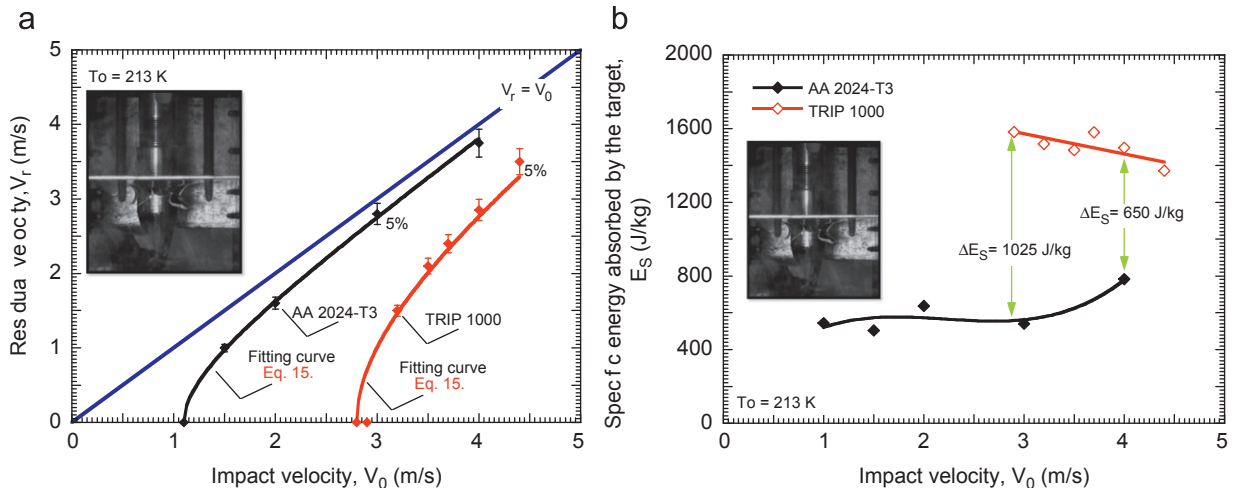 a
Res dua ve oc ty,Vr (m/s)
5
4
3
2
1
0
To = 213 K
Vr = V0
5%
5%
AA 2024-T3
TRIP 1000
Fitting curve
Eq. 15.
Fitting curve
Eq. 15.
0 1 2 3 4 5
Impact velocity, V0 (m/s)
b
Spec f c energy absorbed by the target,
ES (J/kg)
2000
1600
1200
800
400
0
AA 2024-T3
TRIP 1000
ΔES= 1025 J/kg
ΔES= 650 J/kg
To = 213 K
0 1 2 3 4 5
Impact velocity, V0 (m/s)